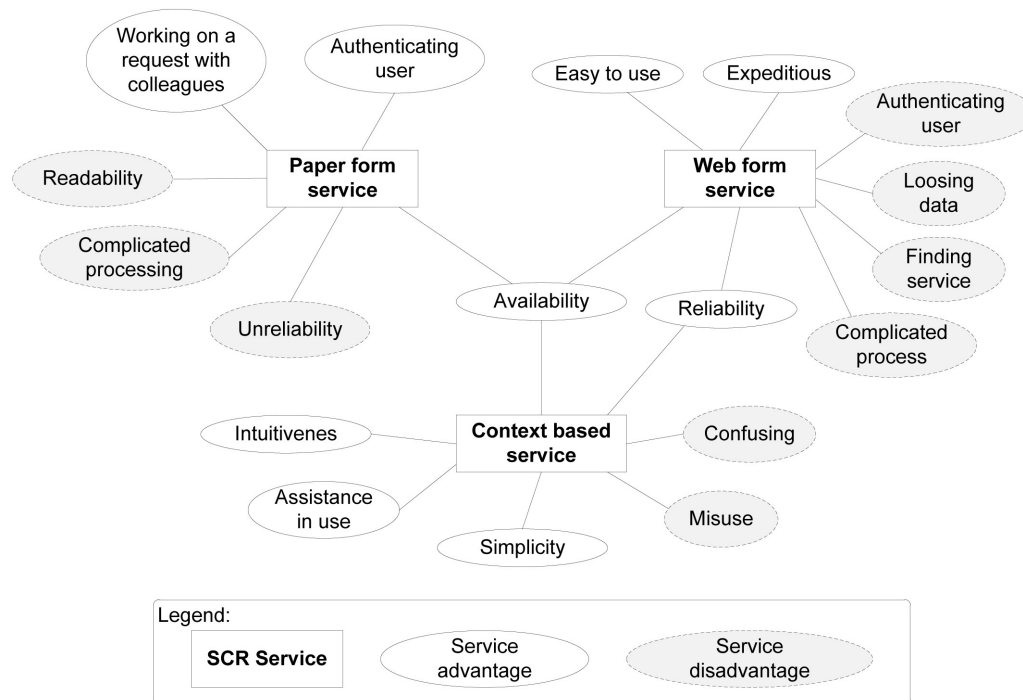 Working on a
request with
colleagues
Authenticating
user
Easy to use
Expeditious
Authenticating
user
Paper form
service
Web form
service
Readability
Loosing
data
Complicated
processing
Finding
service
Availability
Reliability
Unreliability
Complicated
process
Intuitivenes
Context based
service
Confusing
Assistance
in use
Misuse
Simplicity
Legend:
SCR Service
Service
advantage
Service
disadvantage